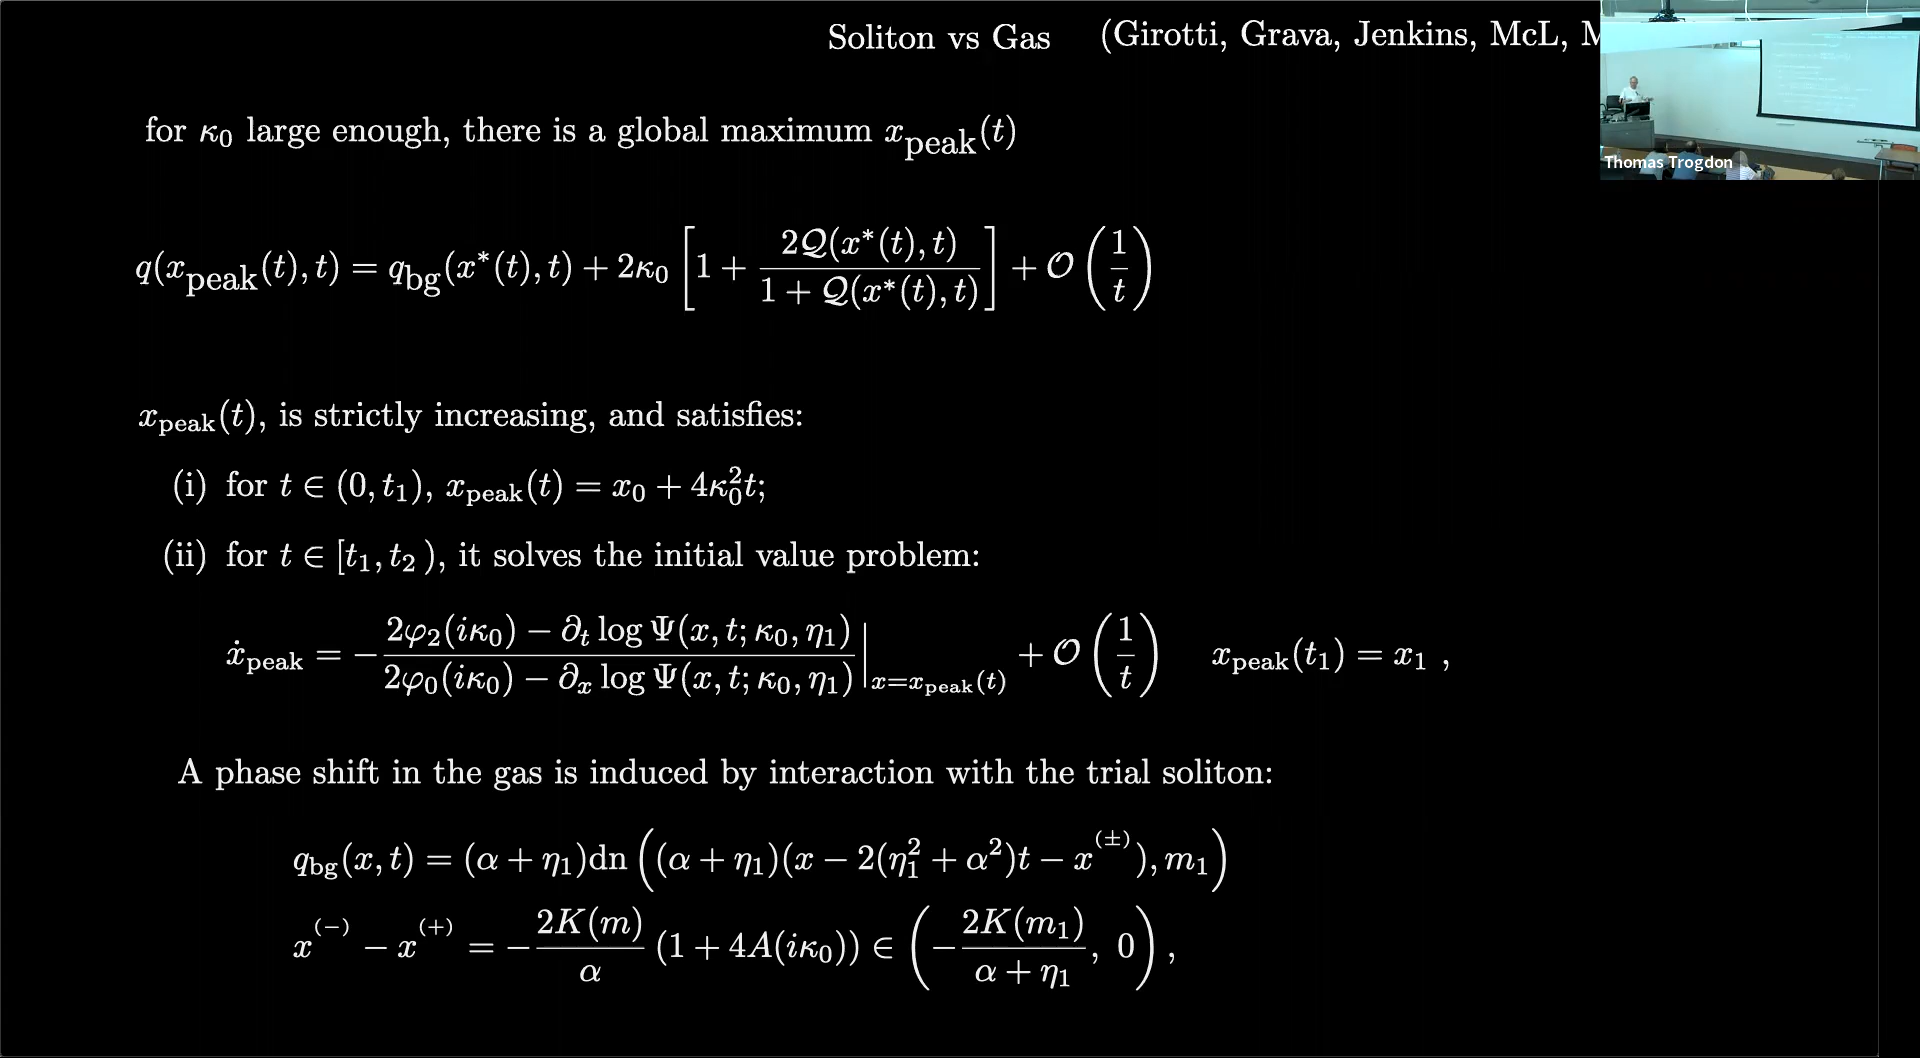 Soliton vs Gas (Girotti, Grava, Jenkins, McL, M
Thomas Trogdon
for κ₀ large enough, there is a global maximum x_peak(t)
q(x_peak(t), t) = q_bg(x*(t), t) + 2κ₀ [1 + 2𝒬(x*(t), t) / (1 + 𝒬(x*(t), t))] + 𝒪(1/t)
x_peak(t), is strictly increasing, and satisfies:
(i) for t ∈ (0, t₁), x_peak(t) = x₀ + 4κ₀²t;
(ii) for t ∈ [t₁, t₂ ), it solves the initial value problem:
ẋ_peak = − (2φ₂(iκ₀) − ∂_t log Ψ(x, t; κ₀, η₁)) / (2φ₀(iκ₀) − ∂_x log Ψ(x, t; κ₀, η₁)) |_{x=x_peak(t)} + 𝒪(1/t) x_peak(t₁) = x₁ ,
A phase shift in the gas is induced by interaction with the trial soliton:
q_bg(x, t) = (α + η₁)dn((α + η₁)(x − 2(η₁² + α²)t − x^(±)), m₁)
x^(−) − x^(+) = − 2K(m)/α (1 + 4A(iκ₀)) ∈ (− 2K(m₁)/(α + η₁), 0) ,